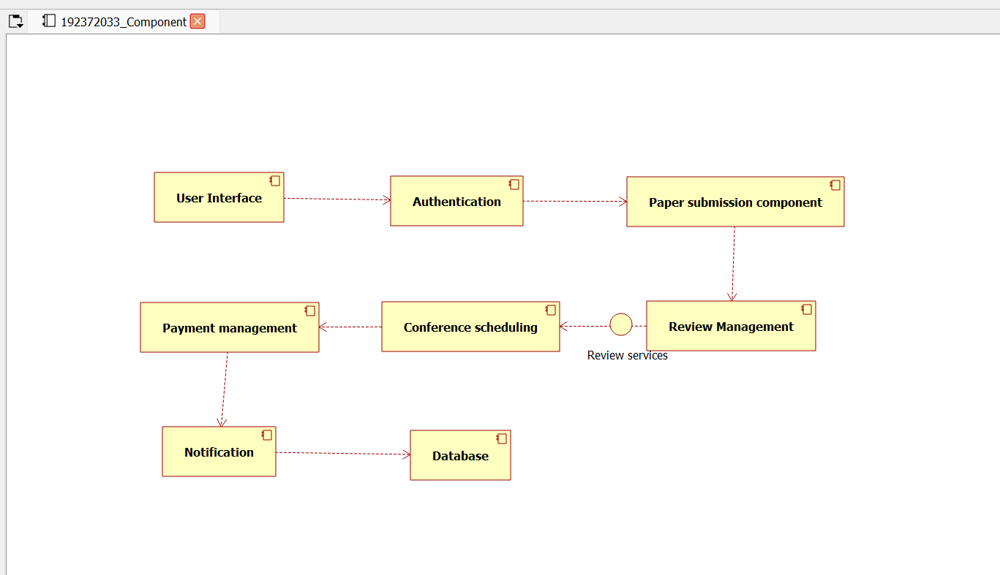 192372033_Component
User Interface
Authentication
Paper submission component
Payment management
Conference scheduling
Review Management
Review services
Notification
Database